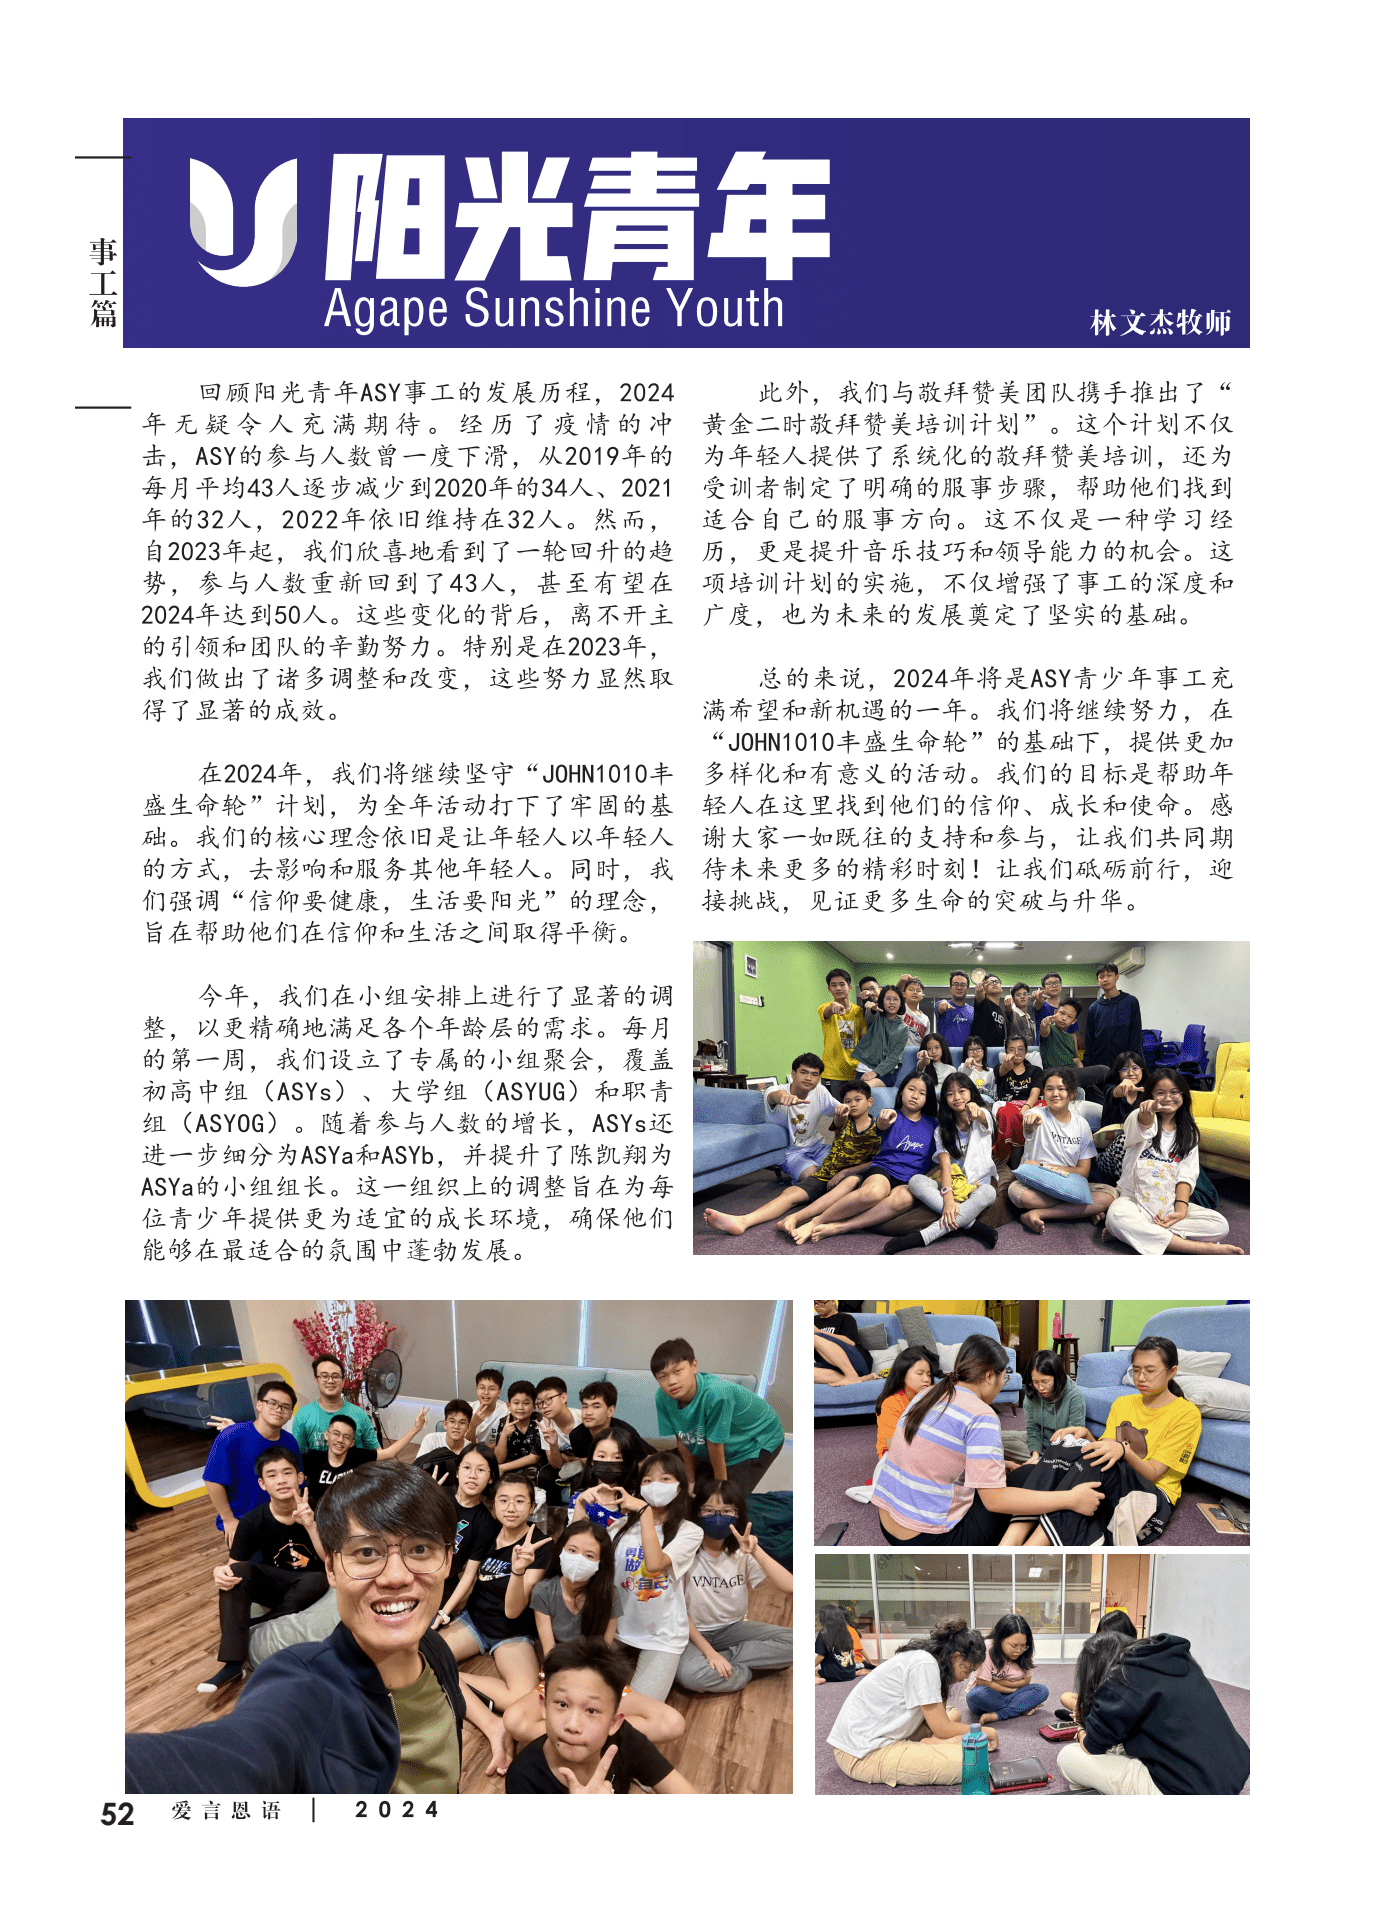 事工篇
阳光青年
Agape Sunshine Youth
林文杰牧师
回顾阳光青年ASY事工的发展历程，2024
年无疑令人充满期待。经历了疫情的冲
击，ASY的参与人数曾一度下滑，从2019年的
每月平均43人逐步减少到2020年的34人、2021
年的32人，2022年依旧维持在32人。然而，
自2023年起，我们欣喜地看到了一轮回升的趋
势，参与人数重新回到了43人，甚至有望在
2024年达到50人。这些变化的背后，离不开主
的引领和团队的辛勤努力。特别是在2023年，
我们做出了诸多调整和改变，这些努力显然取
得了显著的成效。
在2024年，我们将继续坚守“JOHN1010丰
盛生命轮”计划，为全年活动打下了牢固的基
础。我们的核心理念依旧是让年轻人以年轻人
的方式，去影响和服务其他年轻人。同时，我
们强调“信仰要健康，生活要阳光”的理念，
旨在帮助他们在信仰和生活之间取得平衡。
今年，我们在小组安排上进行了显著的调
整，以更精确地满足各个年龄层的需求。每月
的第一周，我们设立了专属的小组聚会，覆盖
初高中组（ASYs）、大学组（ASYUG）和职青
组（ASYOG）。随着参与人数的增长，ASYs还
进一步细分为ASYa和ASYb，并提升了陈凯翔为
ASYa的小组组长。这一组织上的调整旨在为每
位青少年提供更为适宜的成长环境，确保他们
能够在最适合的氛围中蓬勃发展。
此外，我们与敬拜赞美团队携手推出了“
黄金二时敬拜赞美培训计划”。这个计划不仅
为年轻人提供了系统化的敬拜赞美培训，还为
受训者制定了明确的服事步骤，帮助他们找到
适合自己的服事方向。这不仅是一种学习经
历，更是提升音乐技巧和领导能力的机会。这
项培训计划的实施，不仅增强了事工的深度和
广度，也为未来的发展奠定了坚实的基础。
总的来说，2024年将是ASY青少年事工充
满希望和新机遇的一年。我们将继续努力，在
“JOHN1010丰盛生命轮”的基础下，提供更加
多样化和有意义的活动。我们的目标是帮助年
轻人在这里找到他们的信仰、成长和使命。感
谢大家一如既往的支持和参与，让我们共同期
待未来更多的精彩时刻！让我们砥砺前行，迎
接挑战，见证更多生命的突破与升华。
Agape
Agape
VNTAGE
VNTAGE
52
爱言恩语 | 2024